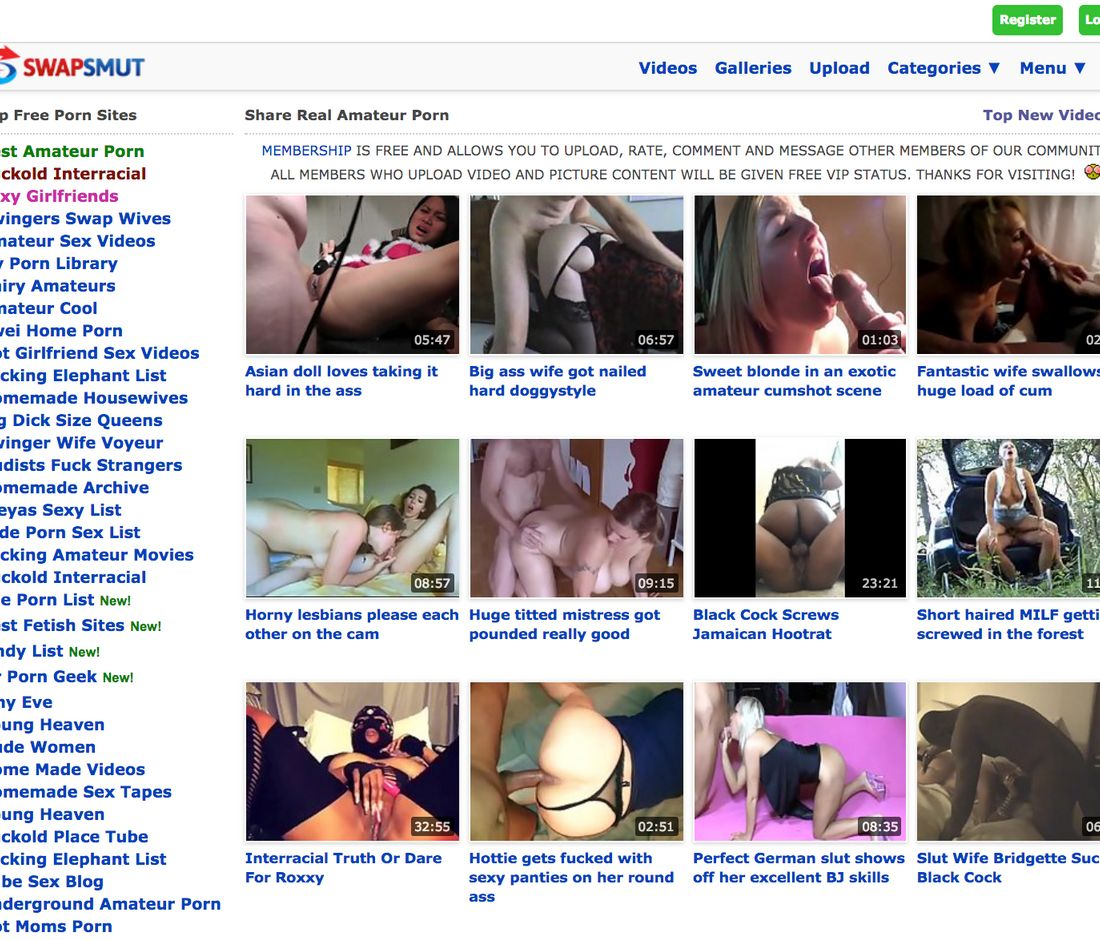 Register
Lo
SWAPSMUT
Videos Galleries Upload Categories ▼ Menu ▼
p Free Porn Sites
est Amateur Porn
ckold Interracial
xy Girlfriends
wingers Swap Wives
mateur Sex Videos
y Porn Library
airy Amateurs
mateur Cool
wei Home Porn
ot Girlfriend Sex Videos
cking Elephant List
omemade Housewives
g Dick Size Queens
winger Wife Voyeur
udists Fuck Strangers
omemade Archive
eyas Sexy List
de Porn Sex List
cking Amateur Movies
ckold Interracial
e Porn List New!
est Fetish Sites New!
ndy List New!
r Porn Geek New!
ny Eve
oung Heaven
ude Women
ome Made Videos
omemade Sex Tapes
oung Heaven
ckold Place Tube
cking Elephant List
be Sex Blog
nderground Amateur Porn
ot Moms Porn
Share Real Amateur Porn
Top New Video
MEMBERSHIP IS FREE AND ALLOWS YOU TO UPLOAD, RATE, COMMENT AND MESSAGE OTHER MEMBERS OF OUR COMMUNIT
ALL MEMBERS WHO UPLOAD VIDEO AND PICTURE CONTENT WILL BE GIVEN FREE VIP STATUS. THANKS FOR VISITING!
05:47
Asian doll loves taking it
hard in the ass
06:57
Big ass wife got nailed
hard doggystyle
01:03
Sweet blonde in an exotic
amateur cumshot scene
02
Fantastic wife swallows
huge load of cum
08:57
Horny lesbians please each
other on the cam
09:15
Huge titted mistress got
pounded really good
23:21
Black Cock Screws
Jamaican Hootrat
11
Short haired MILF getti
screwed in the forest
32:55
Interracial Truth Or Dare
For Roxxy
02:51
Hottie gets fucked with
sexy panties on her round
ass
08:35
Perfect German slut shows
off her excellent BJ skills
06
Slut Wife Bridgette Suc
Black Cock